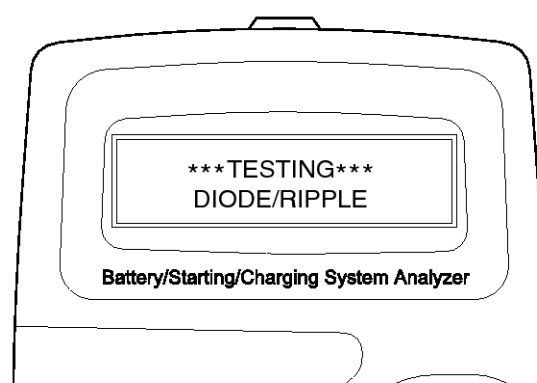 ***TESTING***
DIODE/RIPPLE
Battery/Starting/Charging System Analyzer